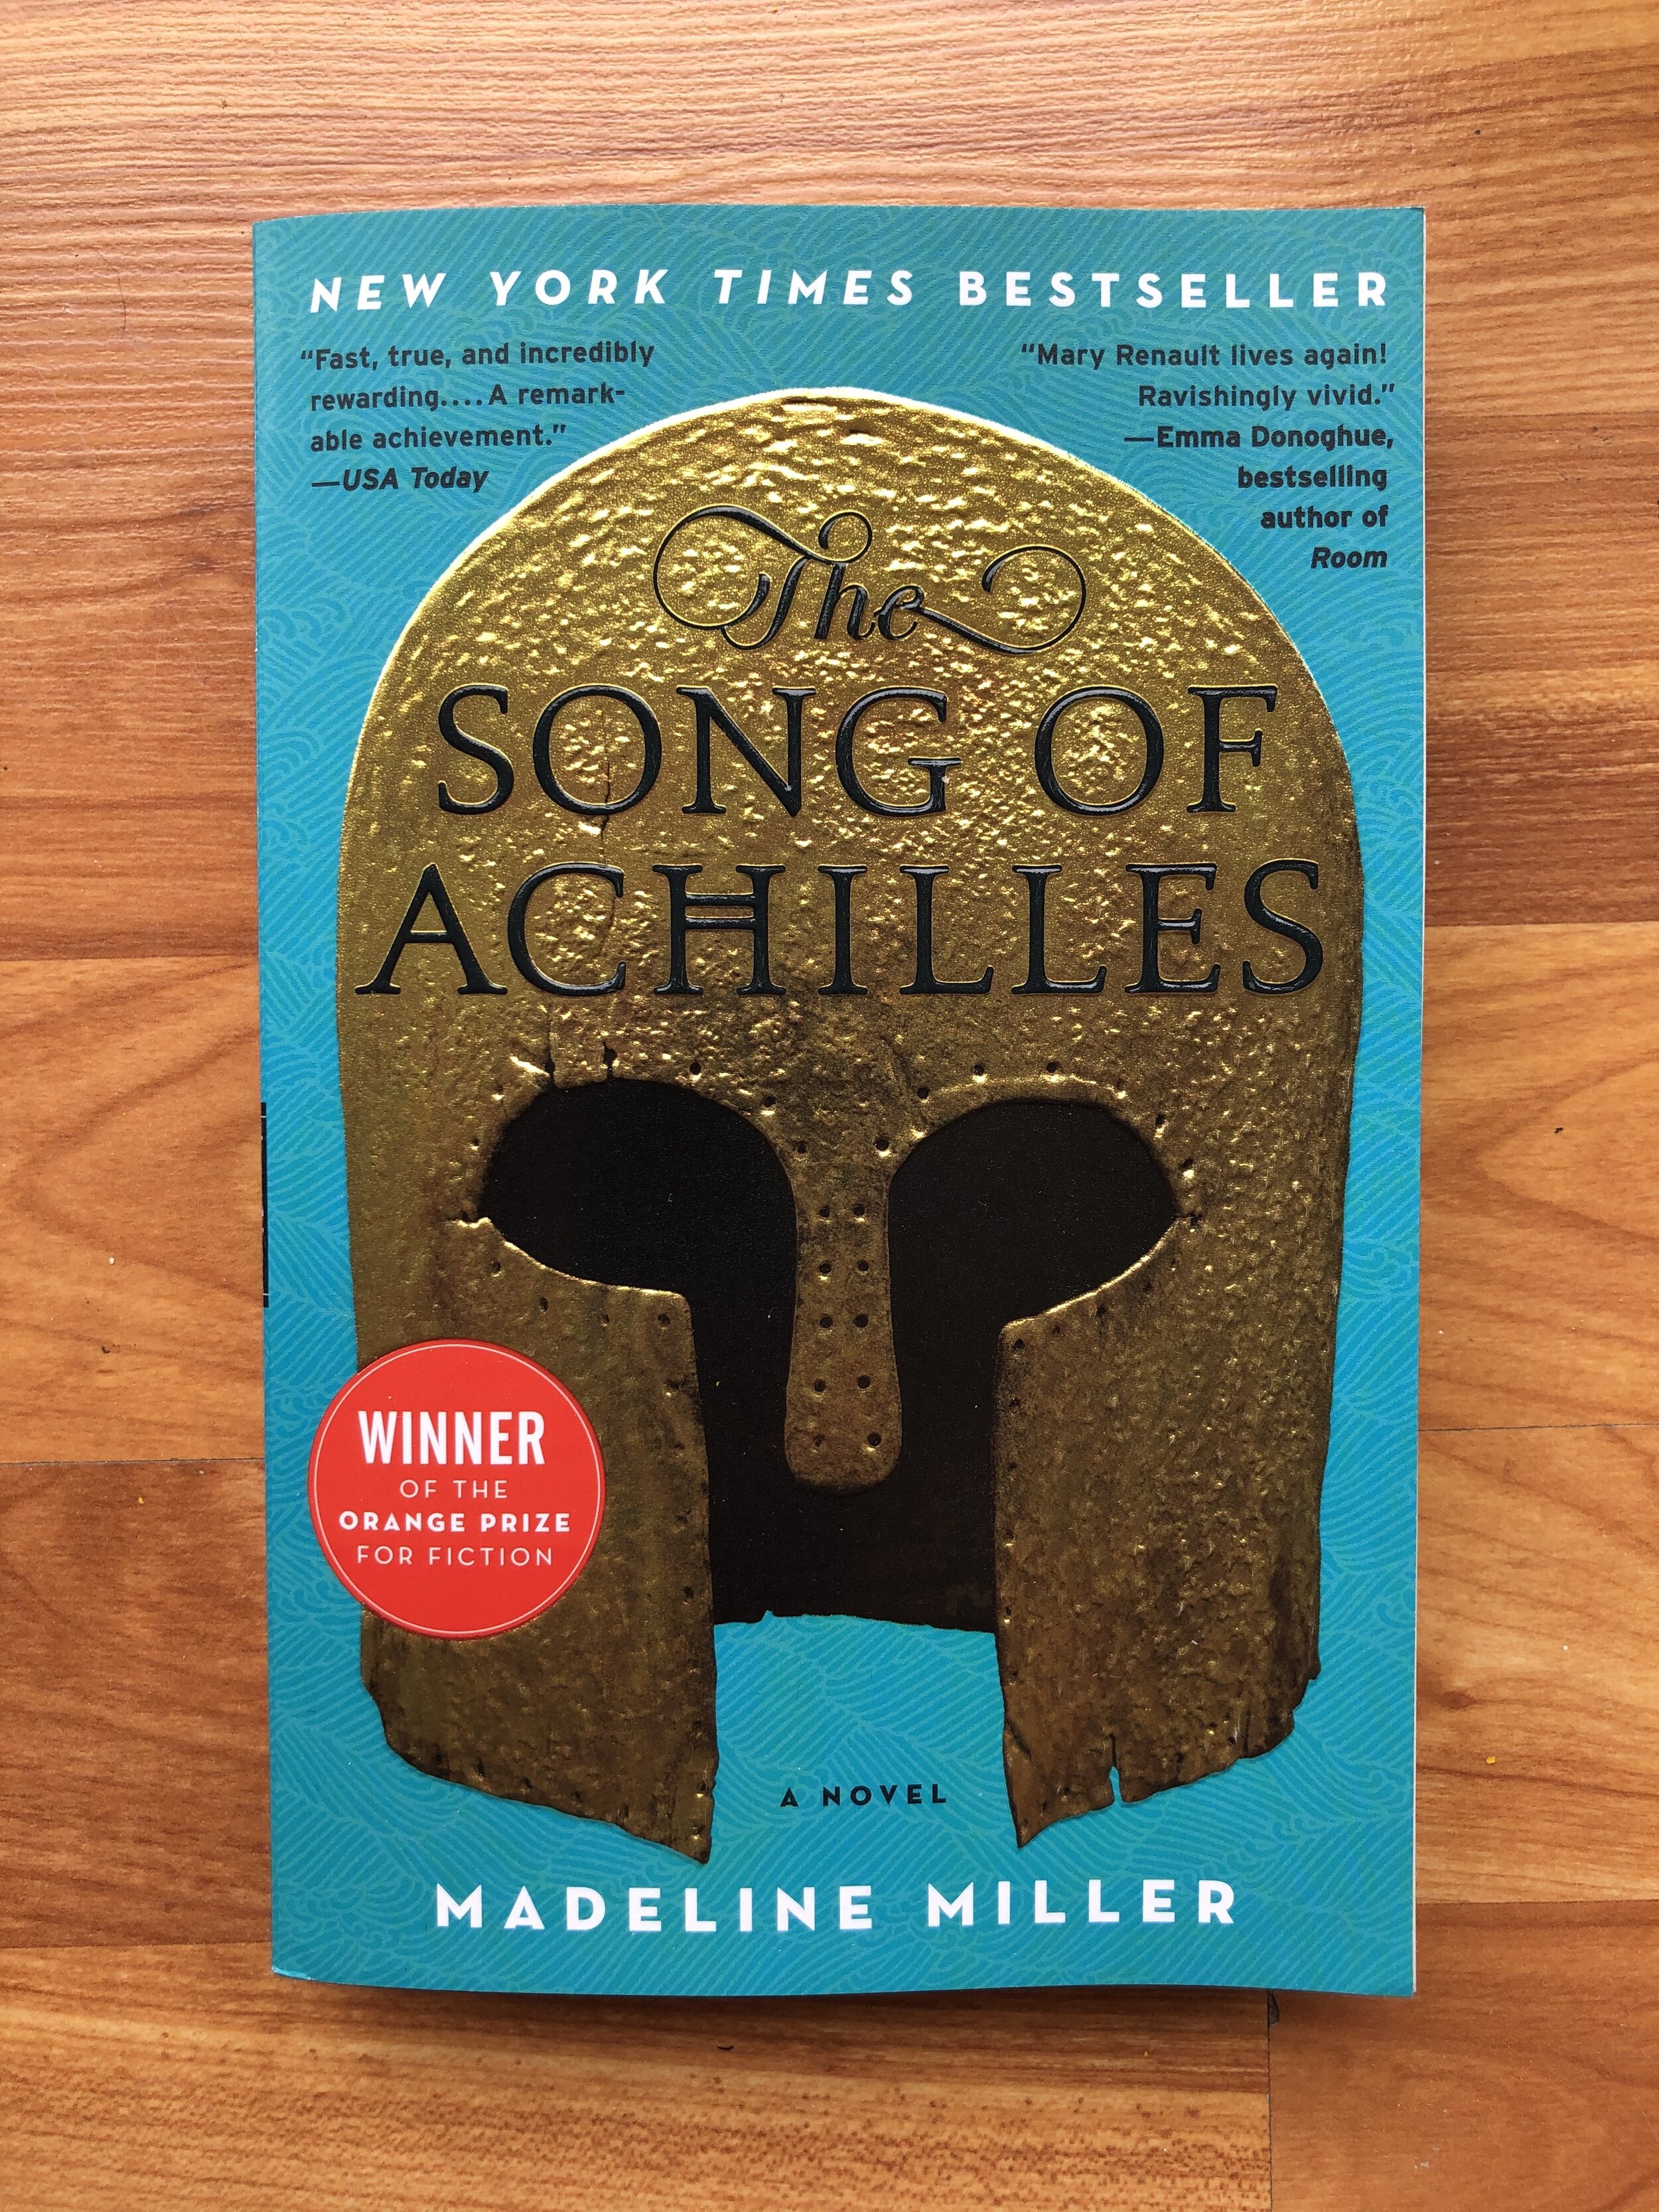 NEW YORK TIMES BESTSELLER
“Fast, true, and incredibly
rewarding.... A remark-
able achievement.”
—USA Today
“Mary Renault lives again!
Ravishingly vivid.”
—Emma Donoghue,
bestselling
author of
Room
The
SONG OF
ACHILLES
WINNER
OF THE
ORANGE PRIZE
FOR FICTION
A NOVEL
MADELINE MILLER